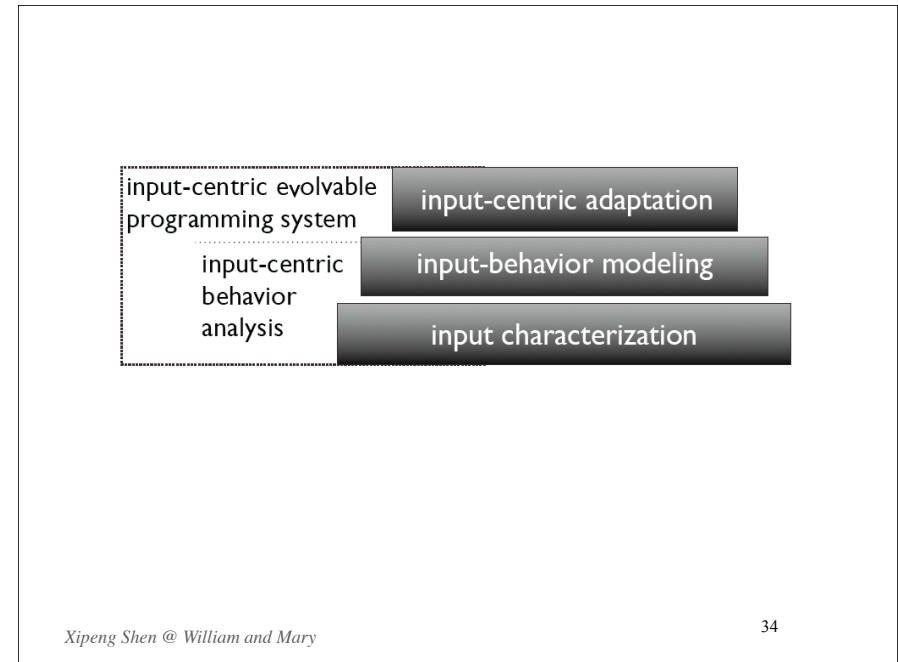 input-centric evolvable
programming system
input-centric adaptation
input-centric
behavior
analysis
input-behavior modeling
input characterization
Xipeng Shen @ William and Mary
34